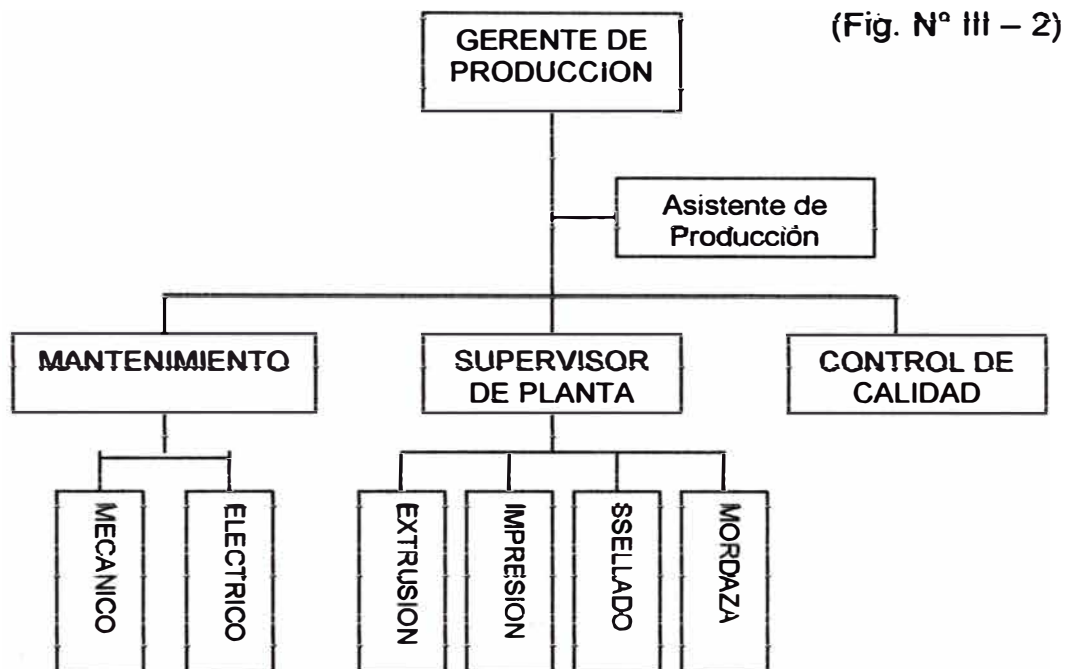 (Fig. N° III – 2)
GERENTE DE
PRODUCCION
Asistente de
Producción
MANTENIMIENTO
SUPERVISOR
DE PLANTA
CONTROL DE
CALIDAD
MECANICO
ELECTRICO
EXTRUSION
IMPRESION
SSELLADO
MORDAZA